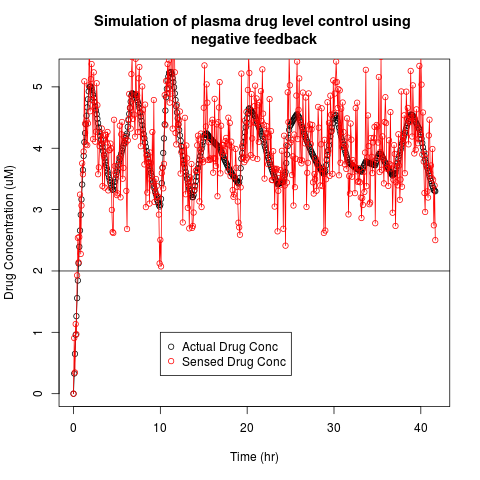 Simulation of plasma drug level control using
negative feedback
Drug Concentration (uM)
5
4
3
2
1
0
Actual Drug Conc
Sensed Drug Conc
0
10
20
30
40
Time (hr)